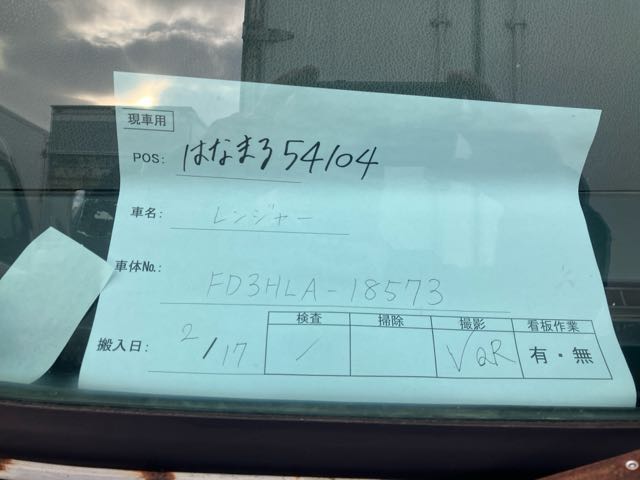 現車用
POS: はなまる54104
車名: レンジャー
車体No.: FD3HLA-18573
搬入日: 2/17
検査 掃除 撮影 看板作業
/ √QR 有・無